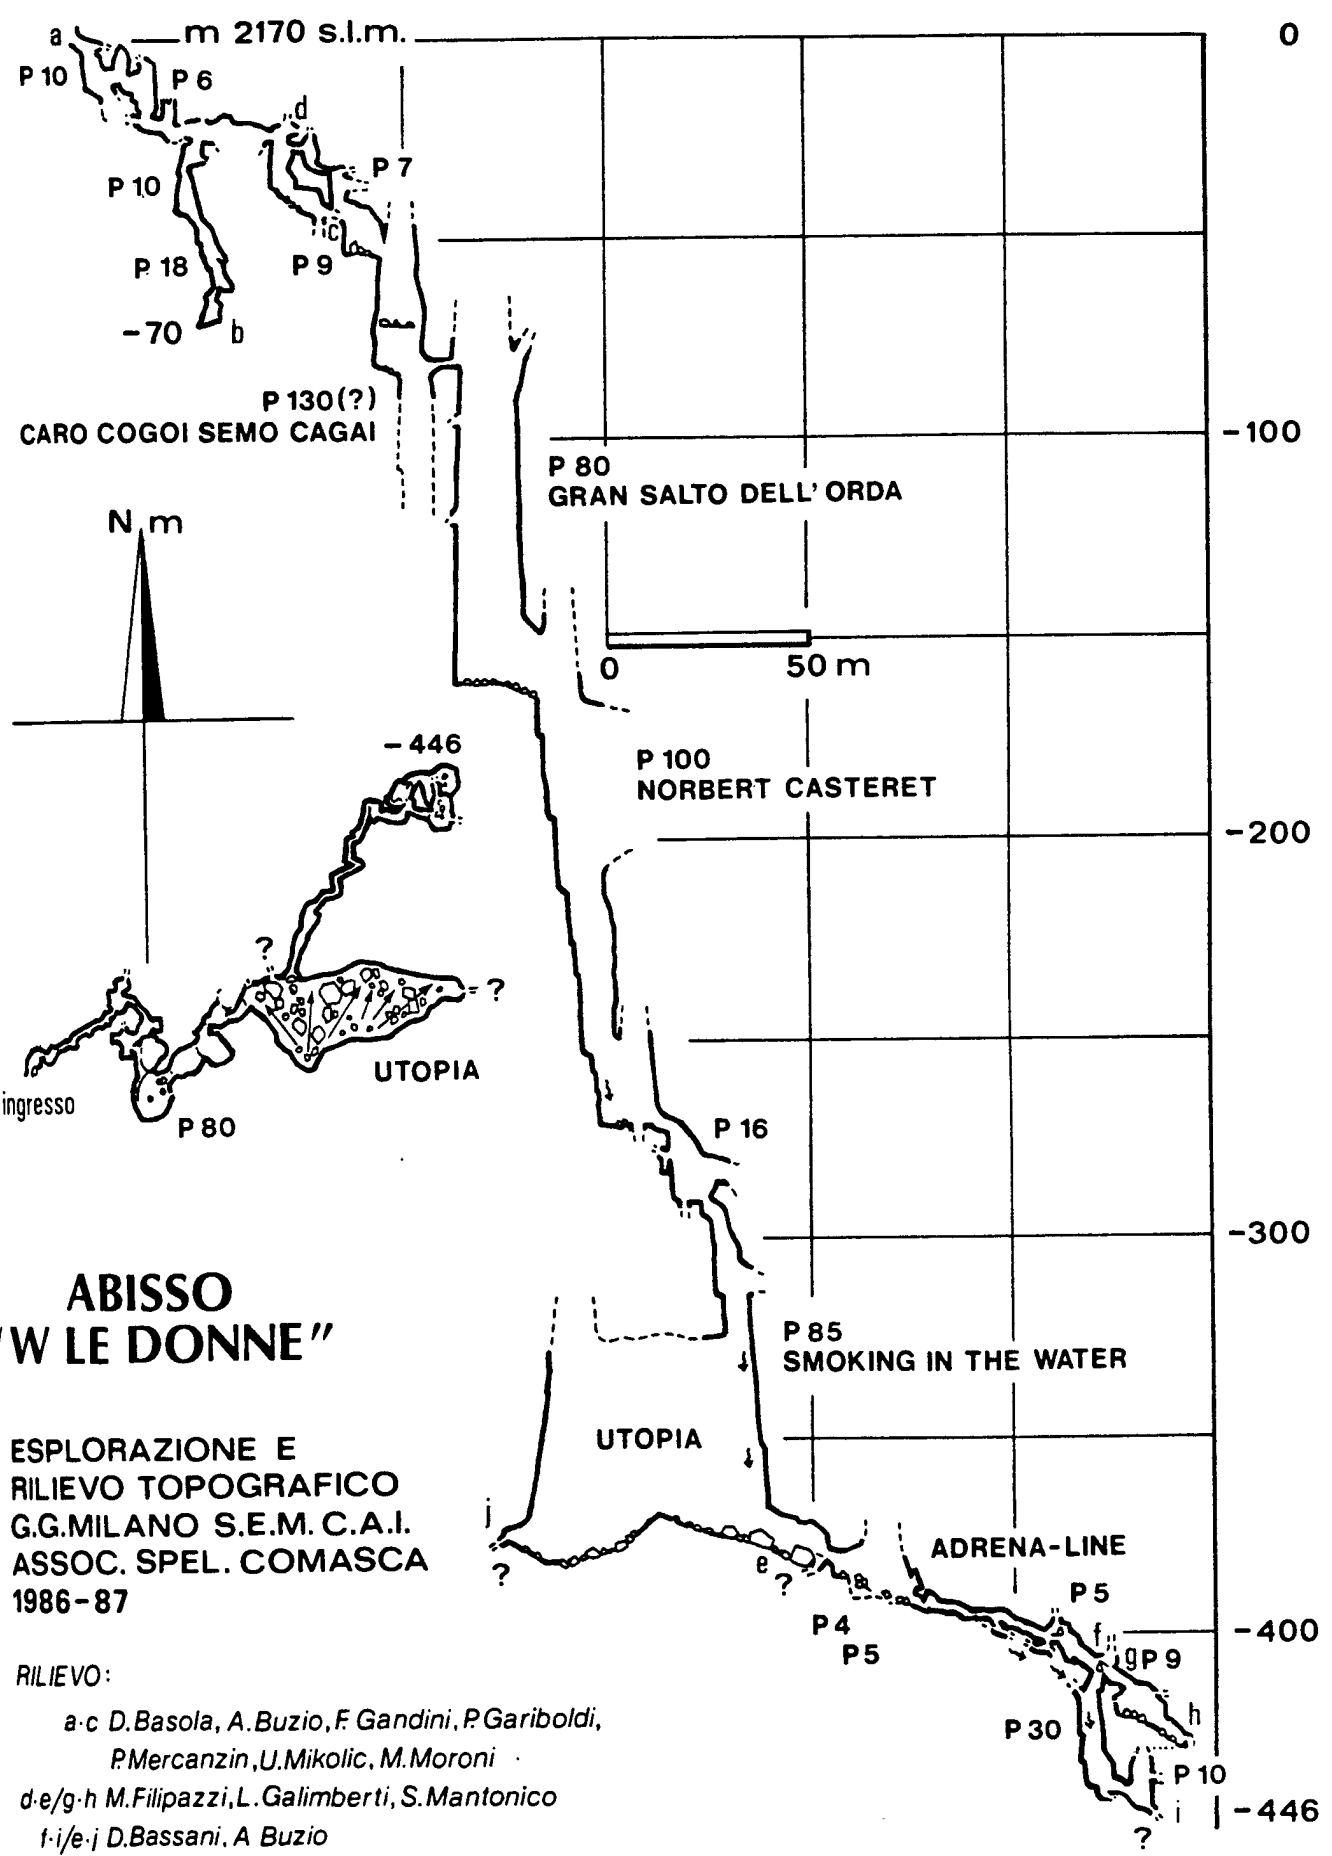 a
m 2170 s.l.m.
0
P 10
P 6
d
P 7
P 10
c
P 18
P 9
-70
b
P 130(?)
CARO COGOI SEMO CAGAI
-100
P 80
GRAN SALTO DELL' ORDA
N m
0
50 m
-446
P 100
NORBERT CASTERET
-200
?
?
UTOPIA
ingresso
P 80
P 16
-300
ABISSO
"W LE DONNE"
P 85
SMOKING IN THE WATER
UTOPIA
ESPLORAZIONE E
RILIEVO TOPOGRAFICO
G.G.MILANO S.E.M. C.A.I.
ASSOC. SPEL. COMASCA
1986-87
j
?
e
?
ADRENA-LINE
P 5
P 4
P 5
f
-400
g
P 9
h
P 30
P 10
i
-446
?
RILIEVO:
a·c D.Basola, A.Buzio, F. Gandini, P.Gariboldi,
P.Mercanzin, U.Mikolic, M.Moroni
d·e/g·h M.Filipazzi, L.Galimberti, S.Mantonico
f·i/e·j D.Bassani, A Buzio